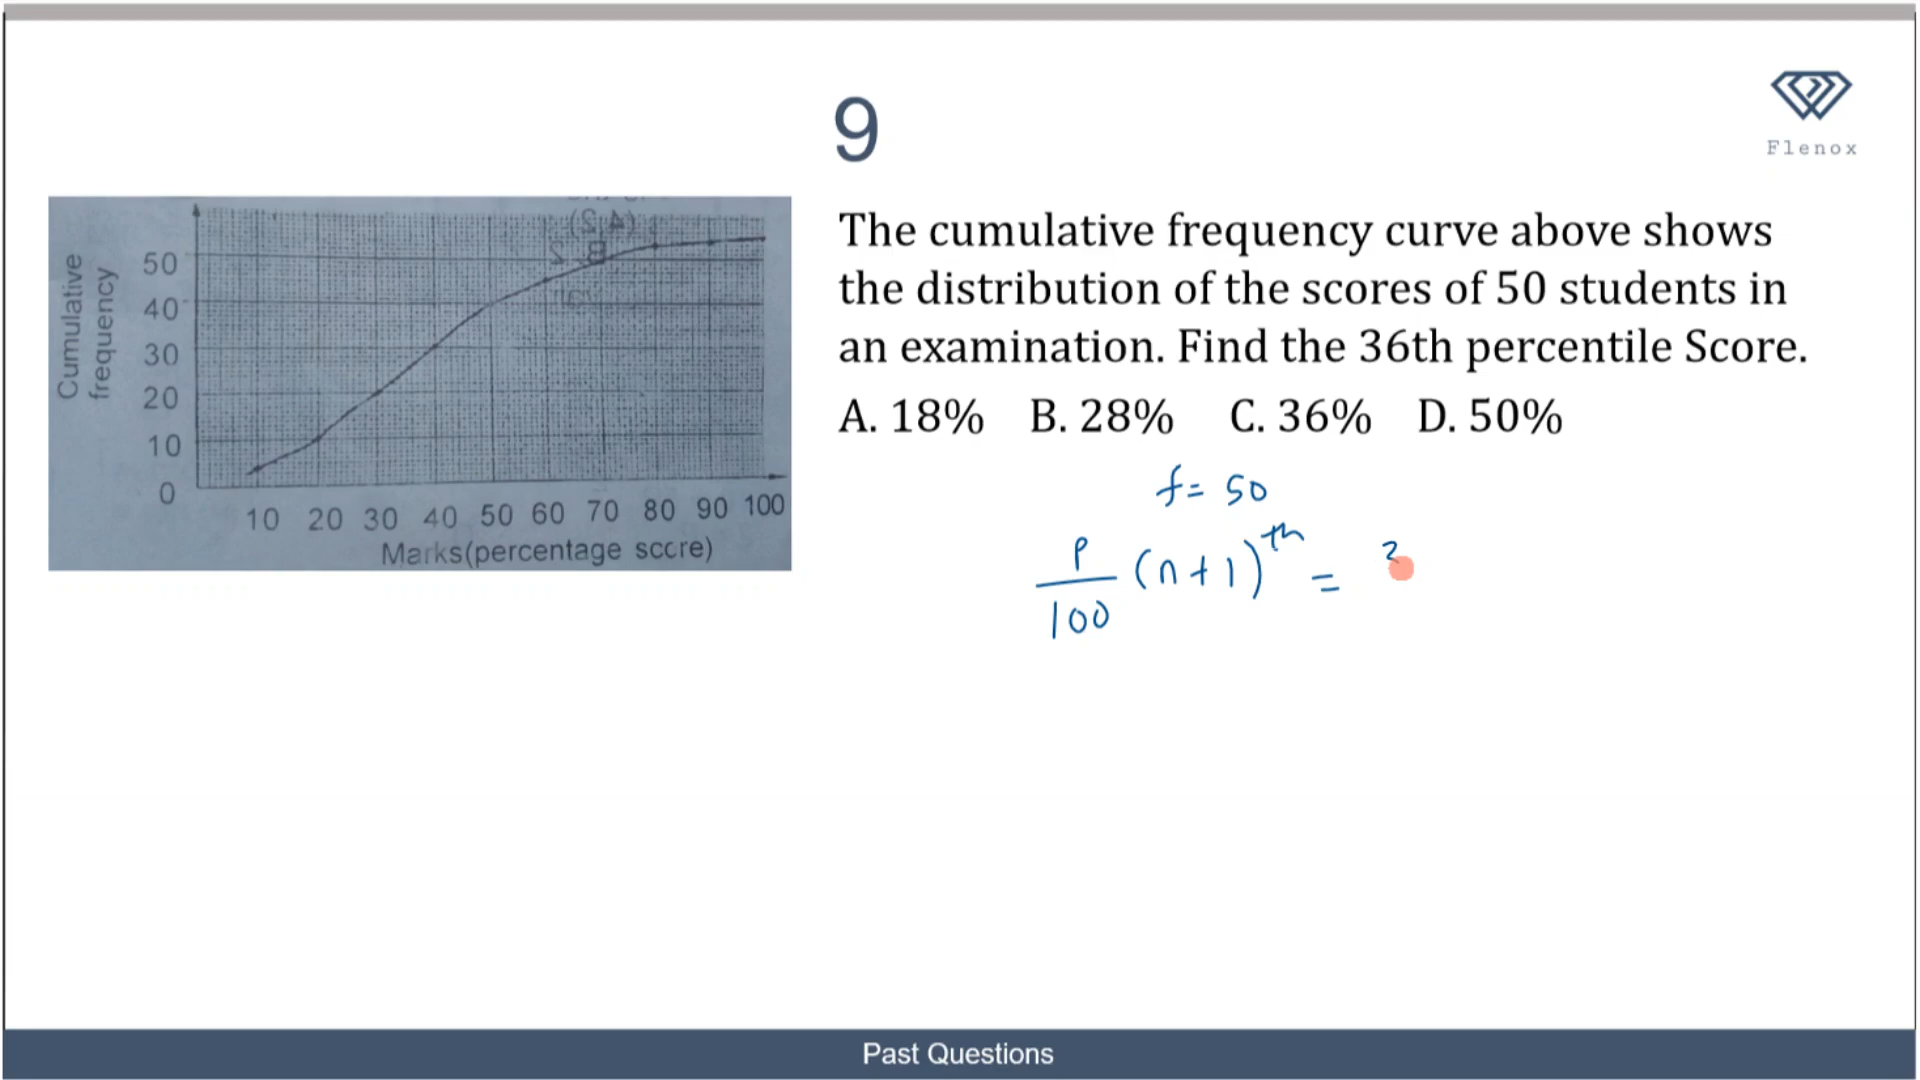 9
Flenox
Cumulative
frequency
50
40
30
20
10
0
10 20 30 40 50 60 70 80 90 100
Marks(percentage sccre)
The cumulative frequency curve above shows
the distribution of the scores of 50 students in
an examination. Find the 36th percentile Score.
A. 18% B. 28% C. 36% D. 50%
f= 50
P/100 (n+1)^th =
Past Questions